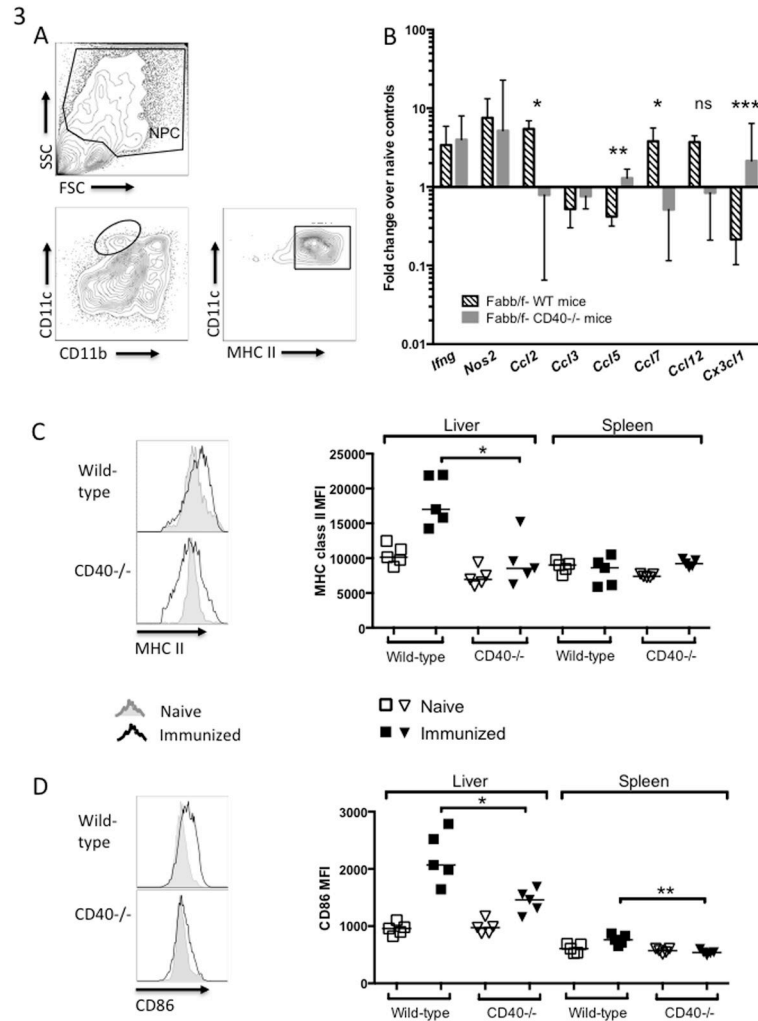 3
A
SSC
NPC
FSC
CD11c
CD11b
CD11c
MHC II
B
Fold change over naive controls
100
10
1
0.1
0.01
*
**
*
ns
***
Fabb/f- WT mice
Fabb/f- CD40-/- mice
Ifng
Nos2
Ccl2
Ccl3
Ccl5
Ccl7
Ccl12
Cx3cl1
C
Wild-
type
CD40-/-
MHC II
Liver
Spleen
*
MHC class II MFI
25000
20000
15000
10000
5000
0
Wild-type
CD40-/-
Wild-type
CD40-/-
Naive
Immunized
Naive
Immunized
D
Wild-
type
CD40-/-
CD86
Liver
Spleen
*
**
CD86 MFI
3000
2000
1000
0
Wild-type
CD40-/-
Wild-type
CD40-/-